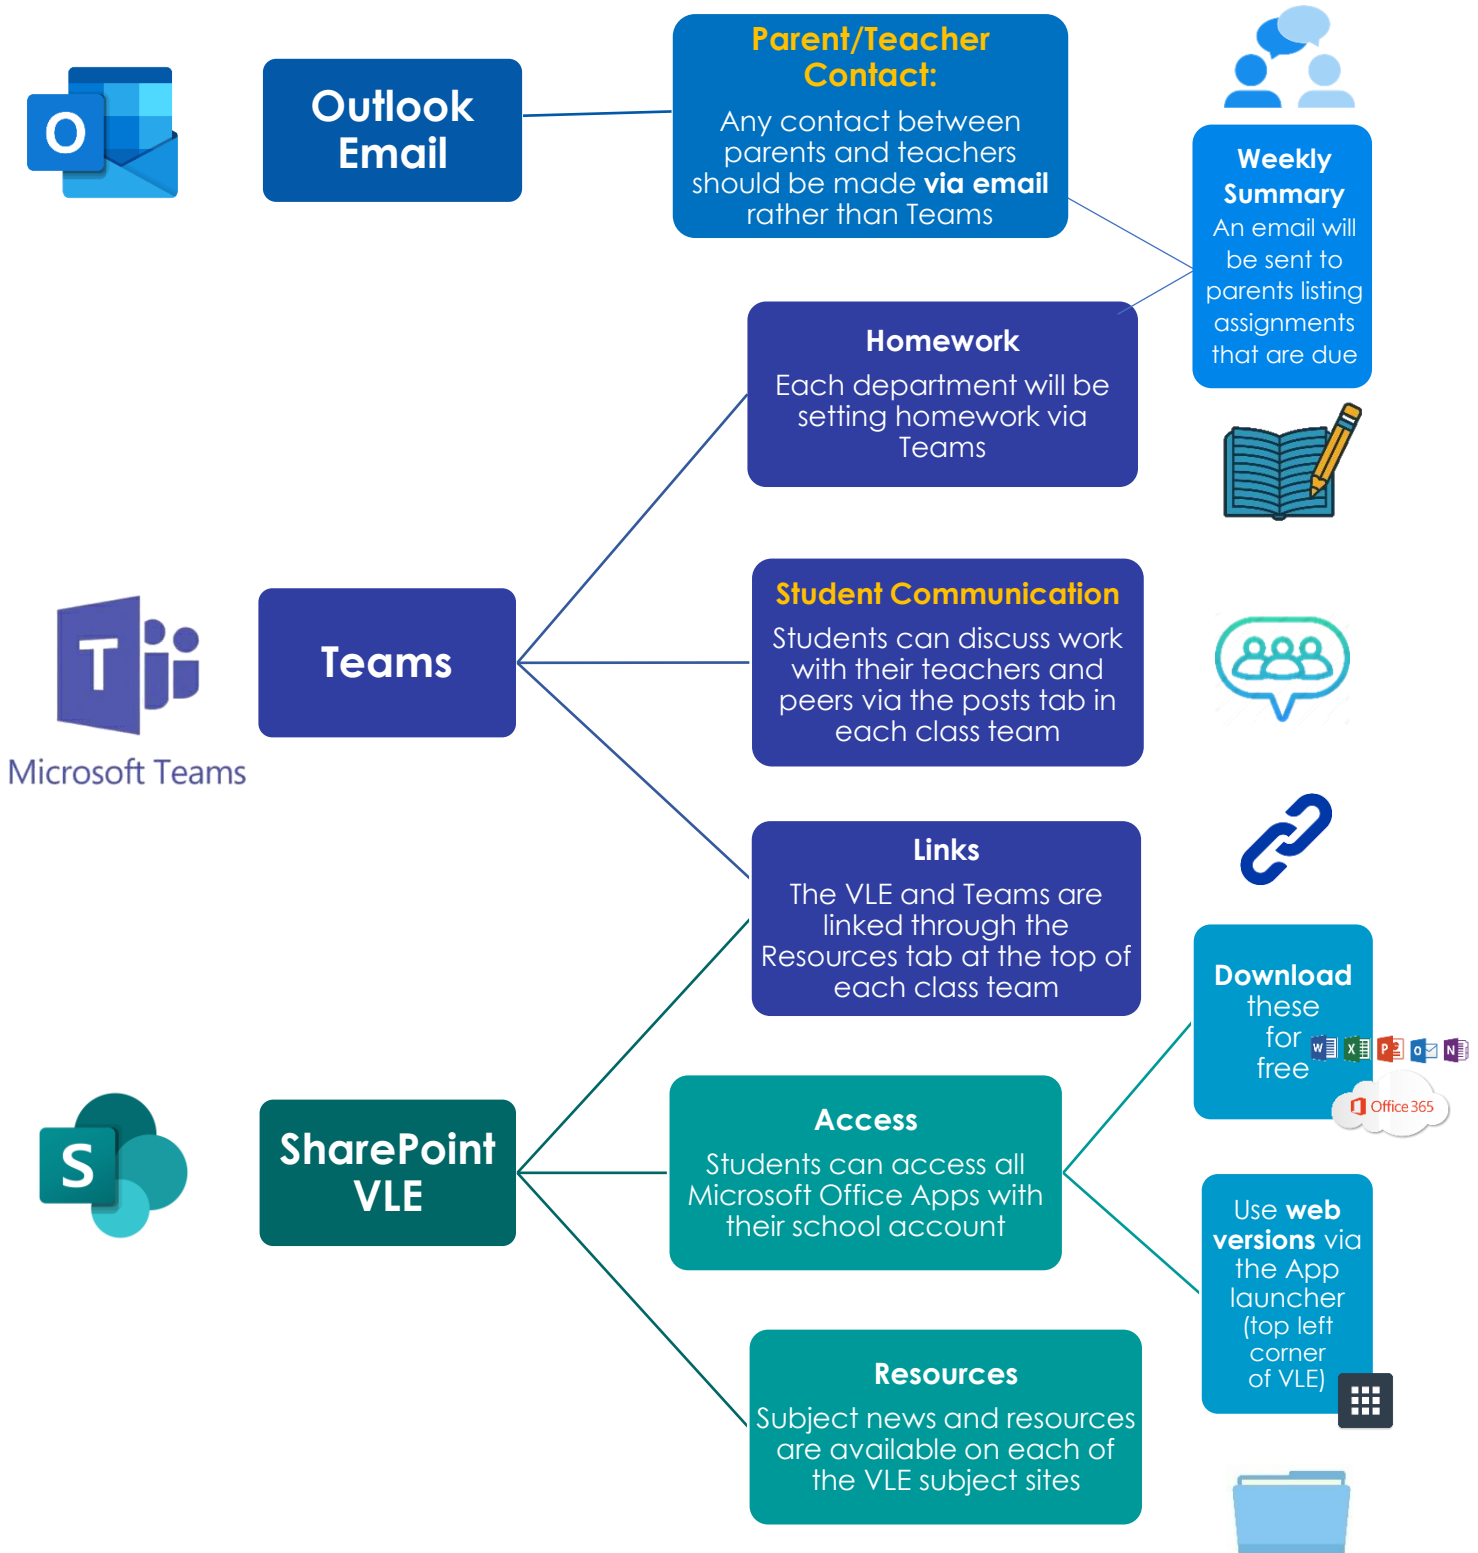 O
Outlook
Email
Parent/Teacher
Contact:
Any contact between
parents and teachers
should be made via email
rather than Teams
Weekly
Summary
An email will
be sent to
parents listing
assignments
that are due
Homework
Each department will be
setting homework via
Teams
T
Microsoft Teams
Teams
Student Communication
Students can discuss work
with their teachers and
peers via the posts tab in
each class team
Links
The VLE and Teams are
linked through the
Resources tab at the top of
each class team
S
SharePoint
VLE
Access
Students can access all
Microsoft Office Apps with
their school account
Download
these
for
free
W X P O N
Office 365
Use web
versions via
the App
launcher
(top left
corner
of VLE)
Resources
Subject news and resources
are available on each of
the VLE subject sites